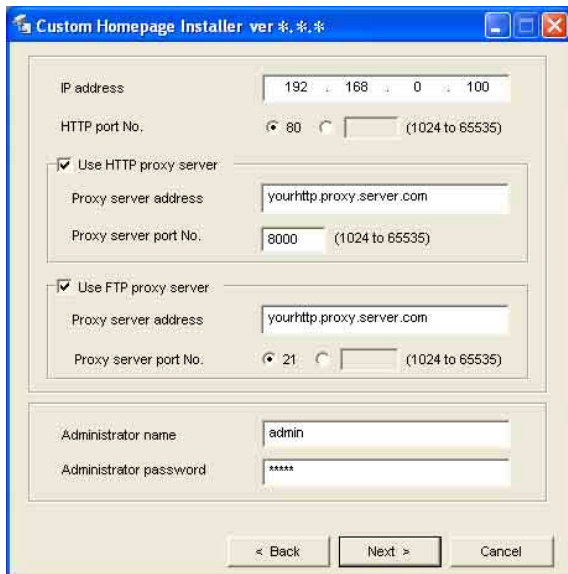 Custom Homepage Installer ver *.*.*
IP address 192 . 168 . 0 . 100
HTTP port No. 80 (1024 to 65535)
Use HTTP proxy server
Proxy server address yourhttp.proxy.server.com
Proxy server port No. 8000 (1024 to 65535)
Use FTP proxy server
Proxy server address yourhttp.proxy.server.com
Proxy server port No. 21 (1024 to 65535)
Administrator name admin
Administrator password *****
< Back Next > Cancel